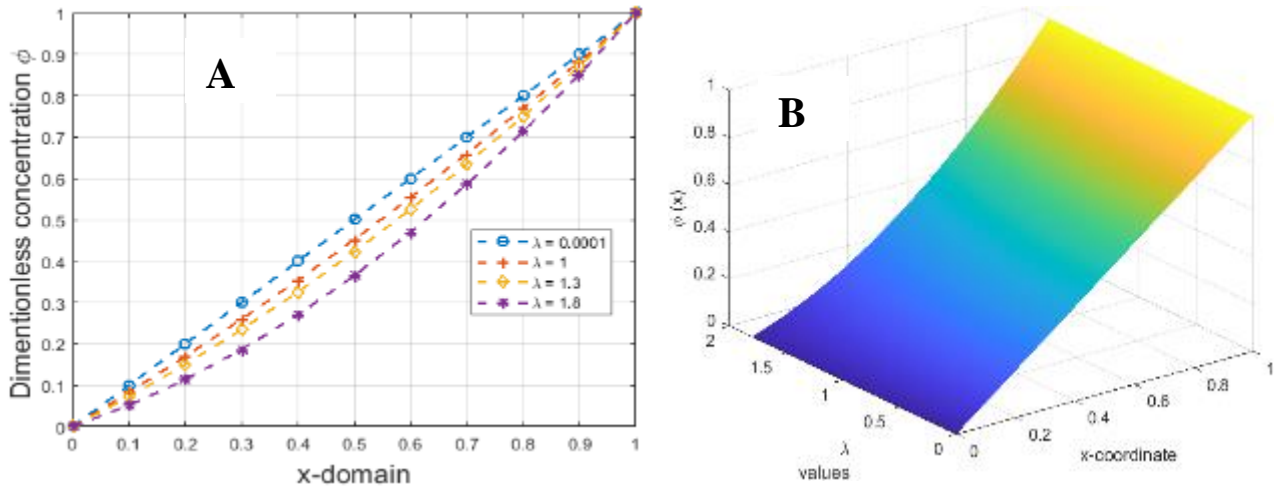 A
Dimentionless concentration ϕ
1
0.9
0.8
0.7
0.6
0.5
0.4
0.3
0.2
0.1
0
0 0.1 0.2 0.3 0.4 0.5 0.6 0.7 0.8 0.9 1
x-domain
λ = 0.0001
λ = 1
λ = 1.3
λ = 1.8
B
ϕ (x)
1
0.8
0.6
0.4
0.2
0
2 1.5 1 0.5 0
λ
values
0 0.2 0.4 0.6 0.8 1
x-coordinate